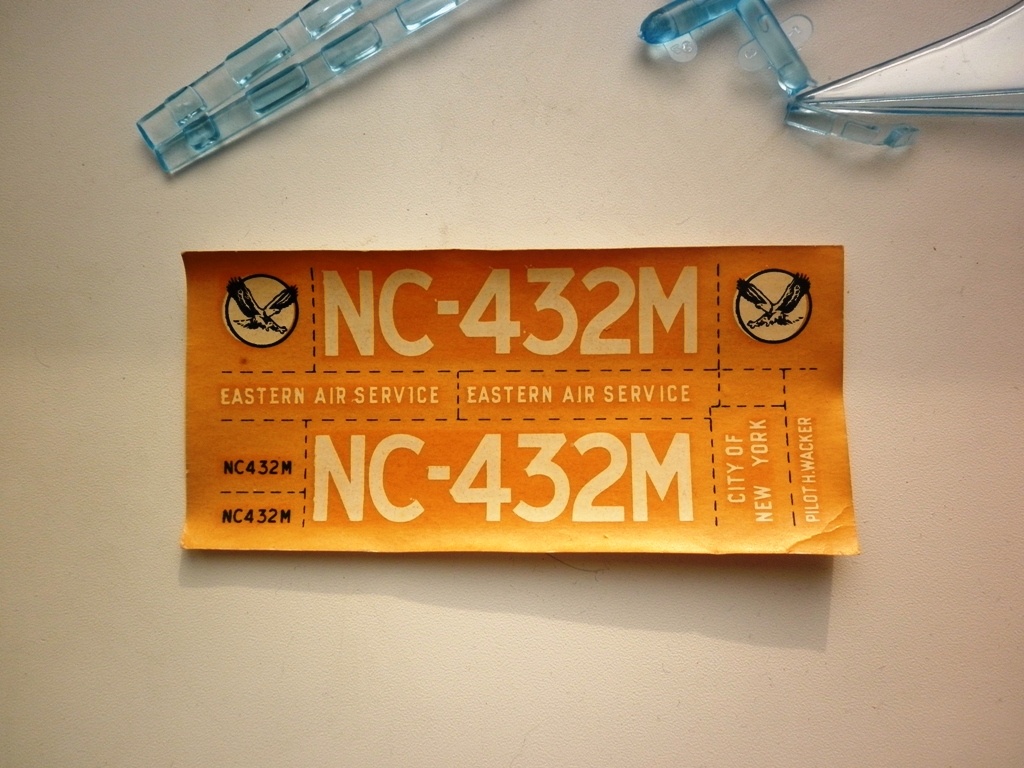 NC-432M
EASTERN AIR SERVICE
EASTERN AIR SERVICE
NC-432M
NC432M
NC432M
CITY OF
NEW YORK
PILOT H.WACKER